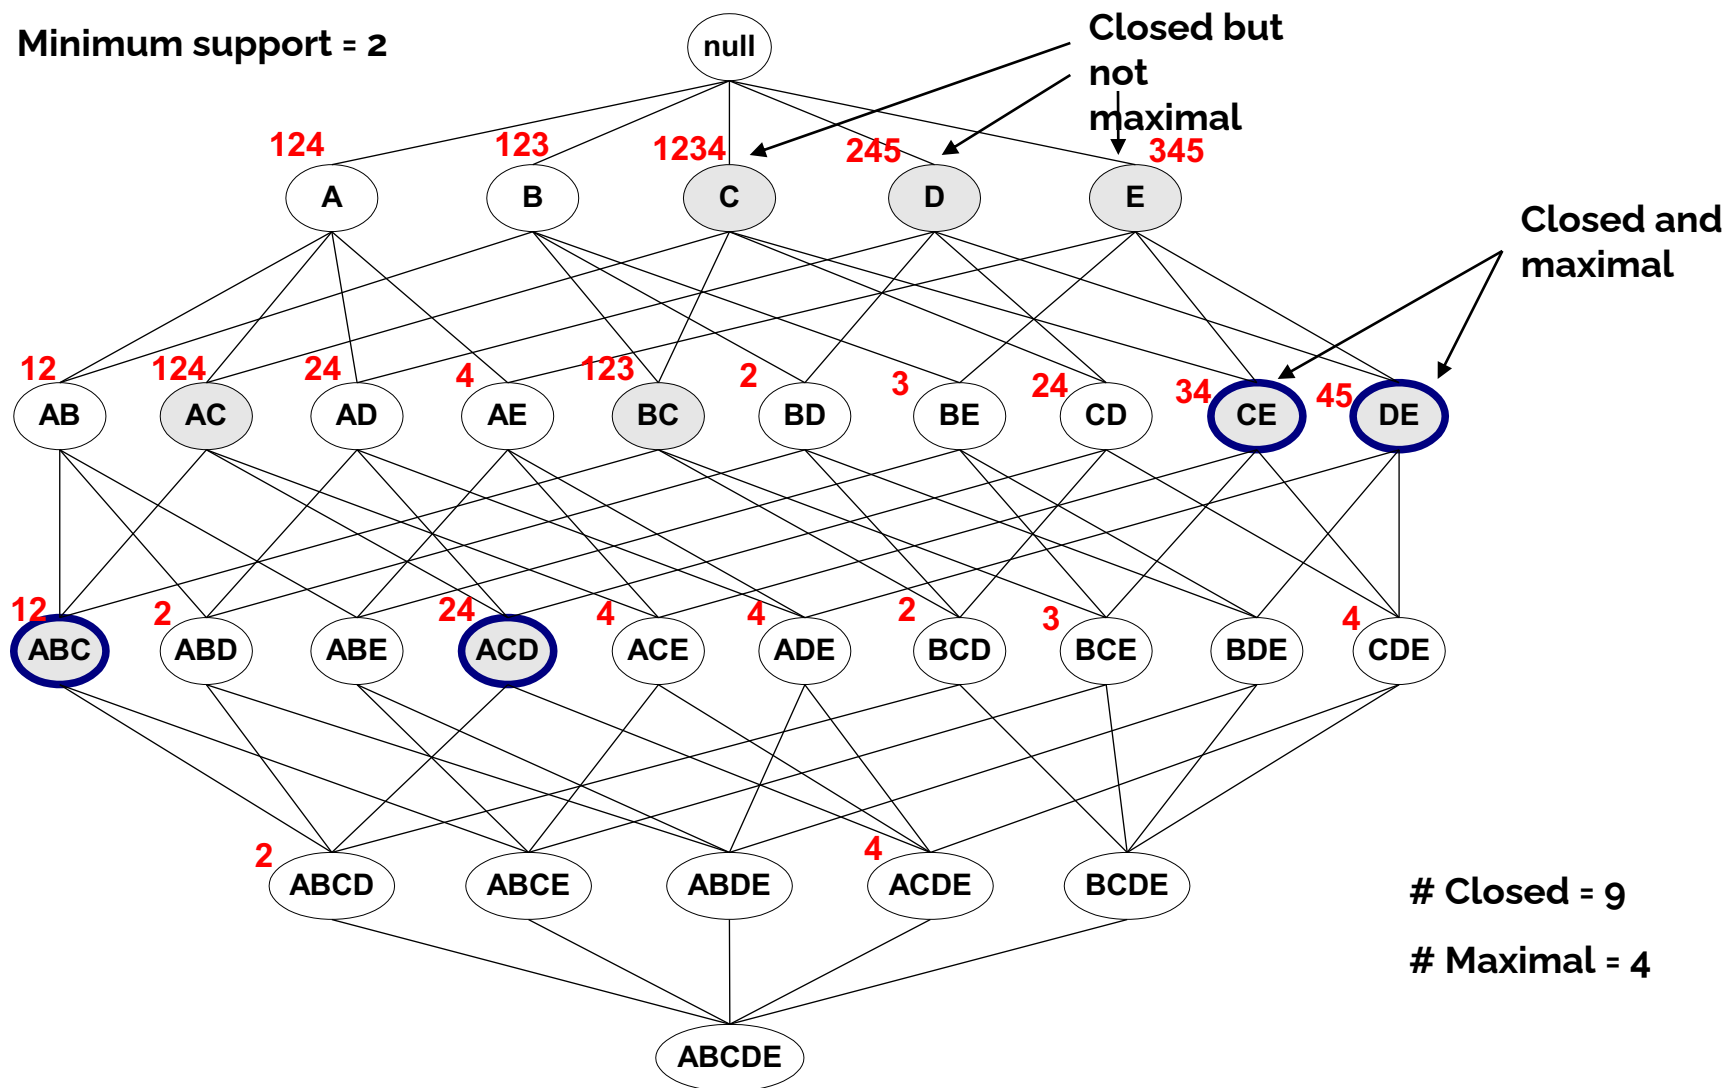 Minimum support = 2
null
Closed but
not
maximal
124
123
1234
245
345
A
B
C
D
E
Closed and
maximal
12
124
24
4
123
2
3
24
34
45
AB
AC
AD
AE
BC
BD
BE
CD
CE
DE
12
2
24
4
4
2
3
4
ABC
ABD
ABE
ACD
ACE
ADE
BCD
BCE
BDE
CDE
2
4
ABCD
ABCE
ABDE
ACDE
BCDE
# Closed = 9
# Maximal = 4
ABCDE